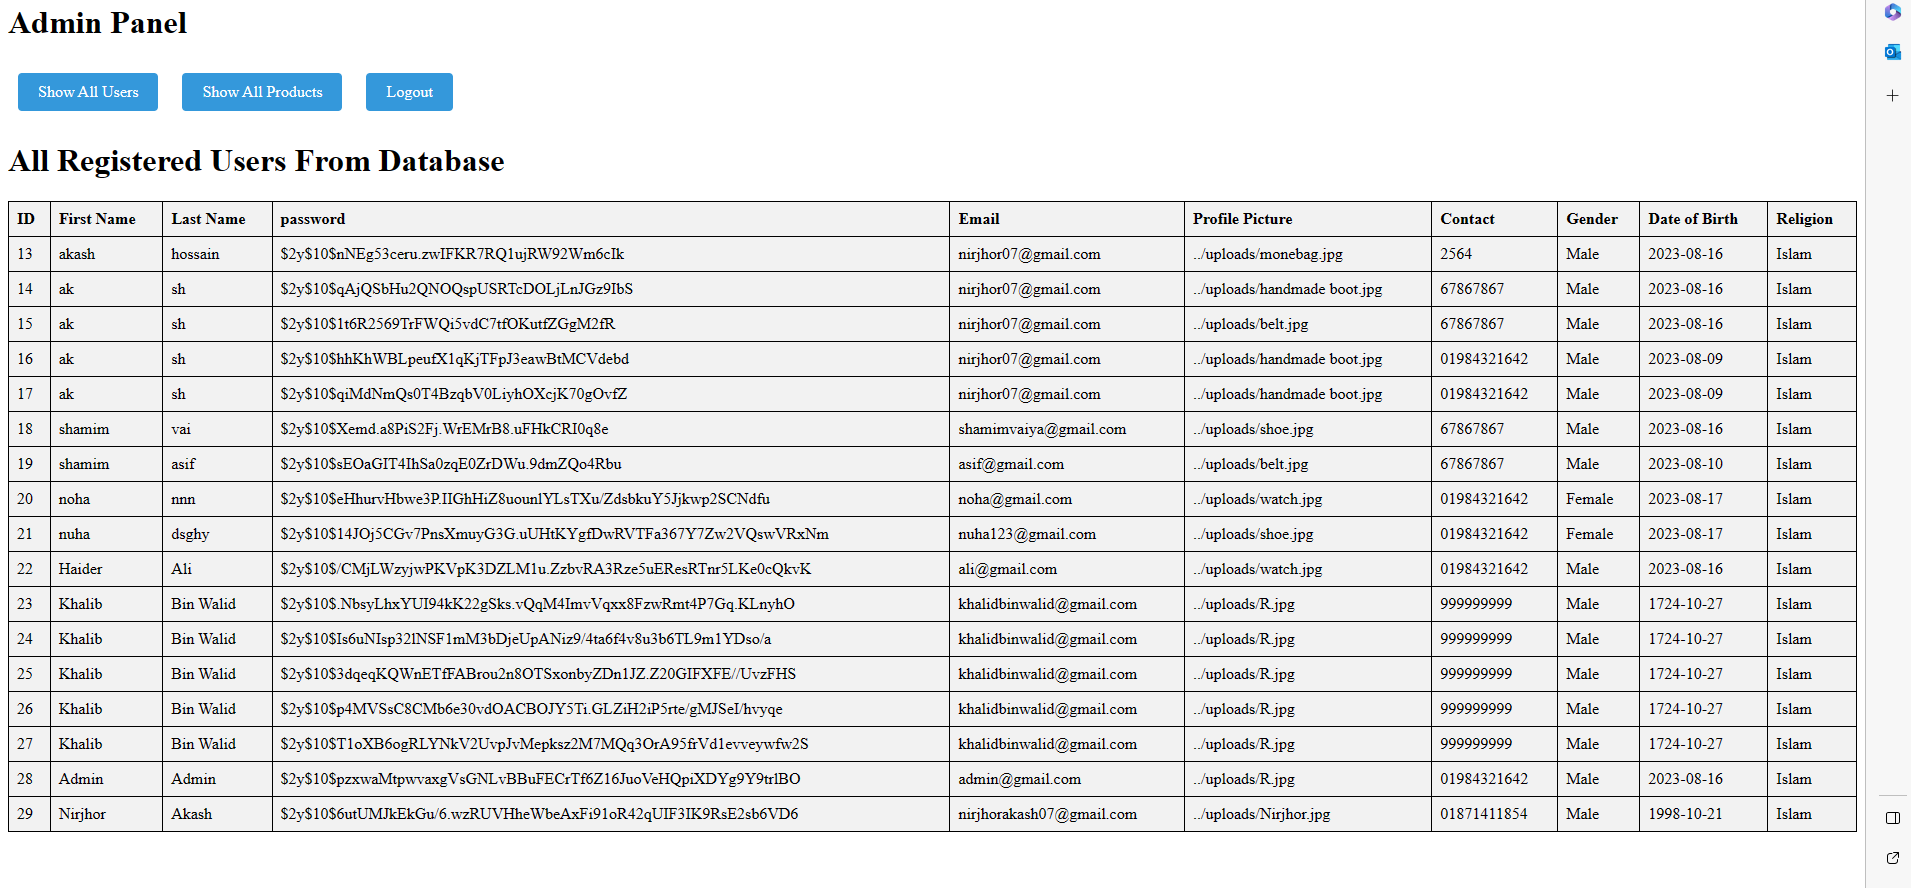 Admin Panel
Show All Users Show All Products Logout
All Registered Users From Database
ID First Name Last Name password Email Profile Picture Contact Gender Date of Birth Religion
13 akash hossain $2y$10$nNEg53ceru.zwIFKR7RQ1ujRW92Wm6cIk nirjhor07@gmail.com ../uploads/monebag.jpg 2564 Male 2023-08-16 Islam
14 ak sh $2y$10$qAjQSbHu2QNOQspUSRTcDOLjLnJGz9IbS nirjhor07@gmail.com ../uploads/handmade boot.jpg 67867867 Male 2023-08-16 Islam
15 ak sh $2y$10$1t6R2569TrFWQi5vdC7tfOKutfZGgM2fR nirjhor07@gmail.com ../uploads/belt.jpg 67867867 Male 2023-08-16 Islam
16 ak sh $2y$10$hhKhWBLpeufX1qKjTFpJ3eawBtMCVdebd nirjhor07@gmail.com ../uploads/handmade boot.jpg 01984321642 Male 2023-08-09 Islam
17 ak sh $2y$10$qiMdNmQs0T4BzqbV0LiyhOXcjK70gOvfZ nirjhor07@gmail.com ../uploads/handmade boot.jpg 01984321642 Male 2023-08-09 Islam
18 shamim vai $2y$10$Xemd.a8PiS2Fj.WrEMrB8.uFHkCRI0q8e shamimvaiya@gmail.com ../uploads/shoe.jpg 67867867 Male 2023-08-16 Islam
19 shamim asif $2y$10$sEOaGIT4IhSa0zqE0ZrDWu.9dmZQo4Rbu asif@gmail.com ../uploads/belt.jpg 67867867 Male 2023-08-10 Islam
20 noha nnn $2y$10$eHhurvHbwe3P.IIGhHiZ8uounlYLsTXu/ZdsbkuY5Jjkwp2SCNdfu noha@gmail.com ../uploads/watch.jpg 01984321642 Female 2023-08-17 Islam
21 nuha dsghy $2y$10$14JOj5CGv7PnsXmuyG3G.uUHtKYgfDwRVTFa367Y7Zw2VQswVRxNm nuha123@gmail.com ../uploads/shoe.jpg 01984321642 Female 2023-08-17 Islam
22 Haider Ali $2y$10$/CMjLWzyjwPKVpK3DZLM1u.ZzbvRA3Rze5uEResRTnr5LKe0cQkvK ali@gmail.com ../uploads/watch.jpg 01984321642 Male 2023-08-16 Islam
23 Khalib Bin Walid $2y$10$.NbsyLhxYUI94kK22gSks.vQqM4ImvVqxx8FzwRmt4P7Gq.KLnyhO khalidbinwalid@gmail.com ../uploads/R.jpg 999999999 Male 1724-10-27 Islam
24 Khalib Bin Walid $2y$10$Is6uNIsp32lNSF1mM3bDjeUpANiz9/4ta6f4v8u3b6TL9m1YDso/a khalidbinwalid@gmail.com ../uploads/R.jpg 999999999 Male 1724-10-27 Islam
25 Khalib Bin Walid $2y$10$3dqeqKQWnETfFABrou2n8OTSxonbyZDn1JZ.Z20GIFXFE//UvzFHS khalidbinwalid@gmail.com ../uploads/R.jpg 999999999 Male 1724-10-27 Islam
26 Khalib Bin Walid $2y$10$p4MVSsC8CMb6e30vdOACBOJY5Ti.GLZiH2iP5rte/gMJSeI/hvyqe khalidbinwalid@gmail.com ../uploads/R.jpg 999999999 Male 1724-10-27 Islam
27 Khalib Bin Walid $2y$10$T1oXB6ogRLYNkV2UvpJvMepksz2M7MQq3OrA95frVd1evveywfw2S khalidbinwalid@gmail.com ../uploads/R.jpg 999999999 Male 1724-10-27 Islam
28 Admin Admin $2y$10$pzxwaMtpwvaxgVsGNLvBBuFECrTf6Z16JuoVeHQpiXDYg9Y9trlBO admin@gmail.com ../uploads/R.jpg 01984321642 Male 2023-08-16 Islam
29 Nirjhor Akash $2y$10$6utUMJkEkGu/6.wzRUVHheWbeAxFi91oR42qUIF3IK9RsE2sb6VD6 nirjhorakash07@gmail.com ../uploads/Nirjhor.jpg 01871411854 Male 1998-10-21 Islam